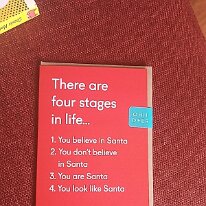 There are
four stages
in life...
1. You believe in Santa
2. You don't believe
in Santa
3. You are Santa
4. You look like Santa